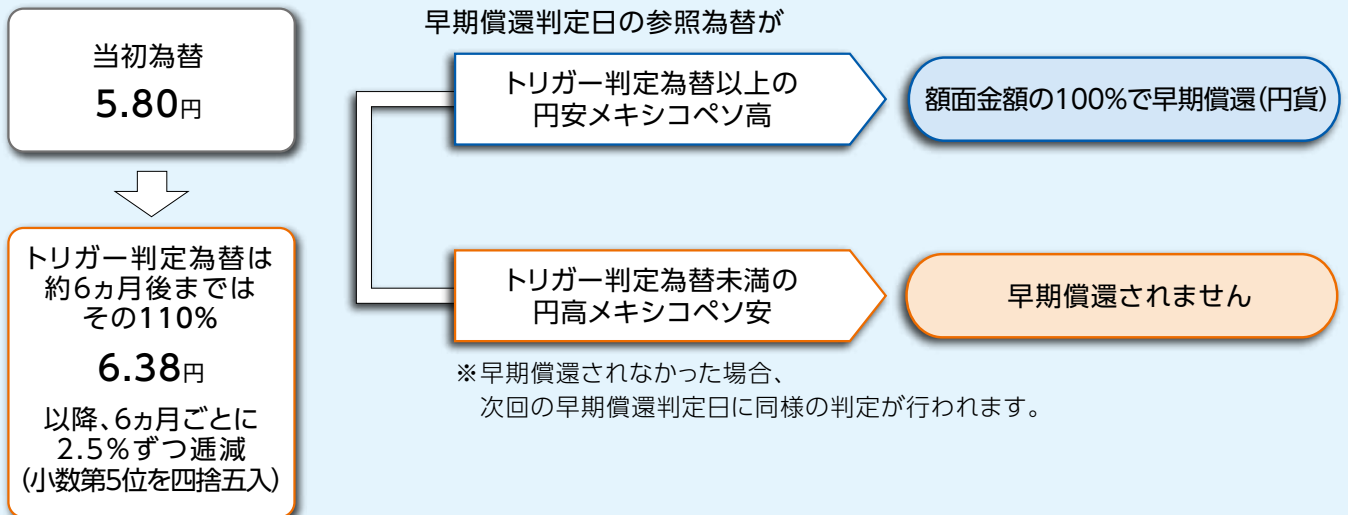 当初為替
5.80円
トリガー判定為替は
約6ヵ月後までは
その110%
6.38円
以降、6ヵ月ごとに
2.5%ずつ逓減
(小数第5位を四捨五入)
早期償還判定日の参照為替が
トリガー判定為替以上の
円安メキシコペソ高
額面金額の100%で早期償還(円貨)
トリガー判定為替未満の
円高メキシコペソ安
早期償還されません
※早期償還されなかった場合、
次回の早期償還判定日に同様の判定が行われます。